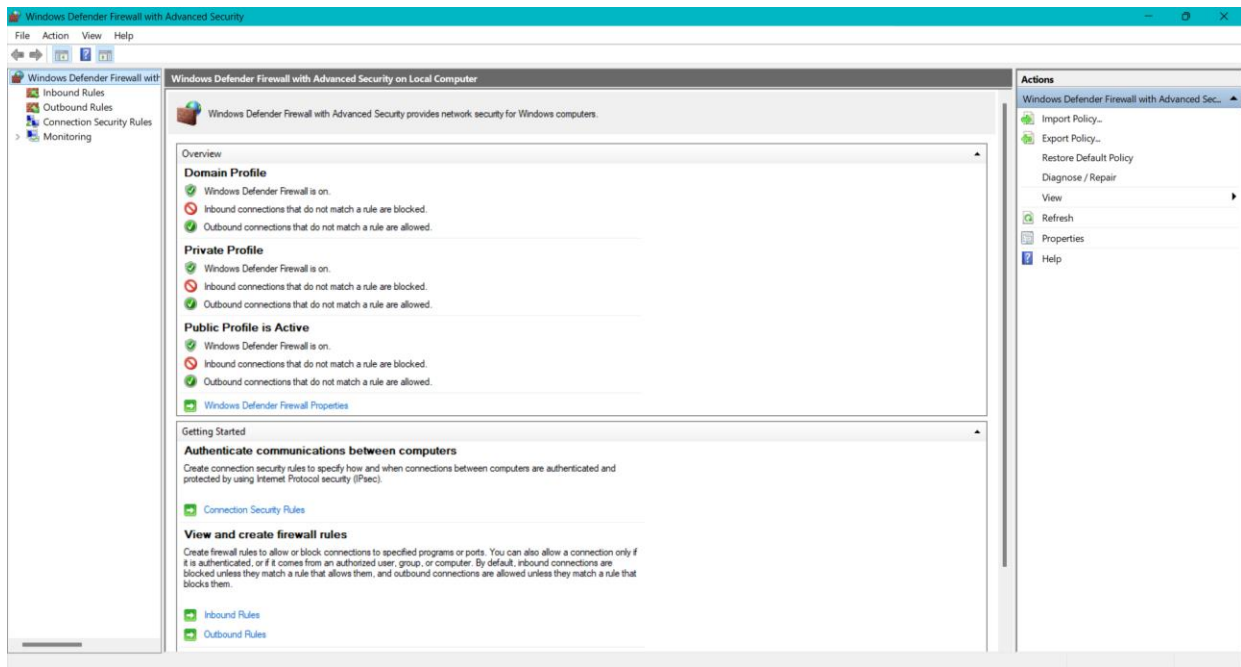 Windows Defender Firewall with Advanced Security
File Action View Help
Windows Defender Firewall with
Inbound Rules
Outbound Rules
Connection Security Rules
Monitoring
Windows Defender Firewall with Advanced Security on Local Computer
Windows Defender Firewall with Advanced Security provides network security for Windows computers.
Overview
Domain Profile
Windows Defender Firewall is on.
Inbound connections that do not match a rule are blocked.
Outbound connections that do not match a rule are allowed.
Private Profile
Windows Defender Firewall is on.
Inbound connections that do not match a rule are blocked.
Outbound connections that do not match a rule are allowed.
Public Profile is Active
Windows Defender Firewall is on.
Inbound connections that do not match a rule are blocked.
Outbound connections that do not match a rule are allowed.
Windows Defender Firewall Properties
Getting Started
Authenticate communications between computers
Create connection security rules to specify how and when connections between computers are authenticated and
protected by using Internet Protocol security (IPsec).
Connection Security Rules
View and create firewall rules
Create firewall rules to allow or block connections to specified programs or ports. You can also allow a connection only if
it is authenticated, or if it comes from an authorized user, group, or computer. By default, inbound connections are
blocked unless they match a rule that allows them, and outbound connections are allowed unless they match a rule that
blocks them.
Inbound Rules
Outbound Rules
Actions
Windows Defender Firewall with Advanced Sec...
Import Policy...
Export Policy...
Restore Default Policy
Diagnose / Repair
View
Refresh
Properties
Help